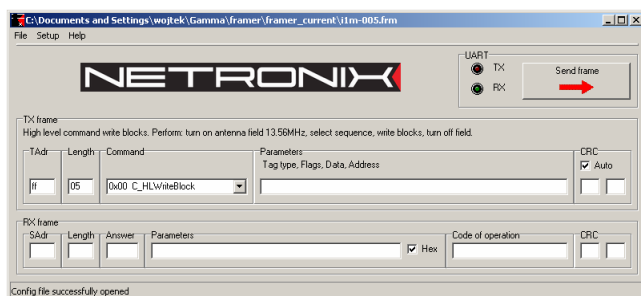 C:\Documents and Settings\wojtek\Gamma\framer\framer_current\i1m-005.frm
File Setup Help
NETRONIX
UART
TX
RX
Send frame
TX frame
High level command write blocks. Perform: turn on antenna field 13.56MHz, select sequence, write blocks, turn off field.
TAdr Length Command Parameters CRC
Tag type, Flags, Data, Address Auto
ff 05 0x00 C_HLWriteBlock
RX frame
SAdr Length Answer Parameters Code of operation CRC
Hex
Config file successfully opened